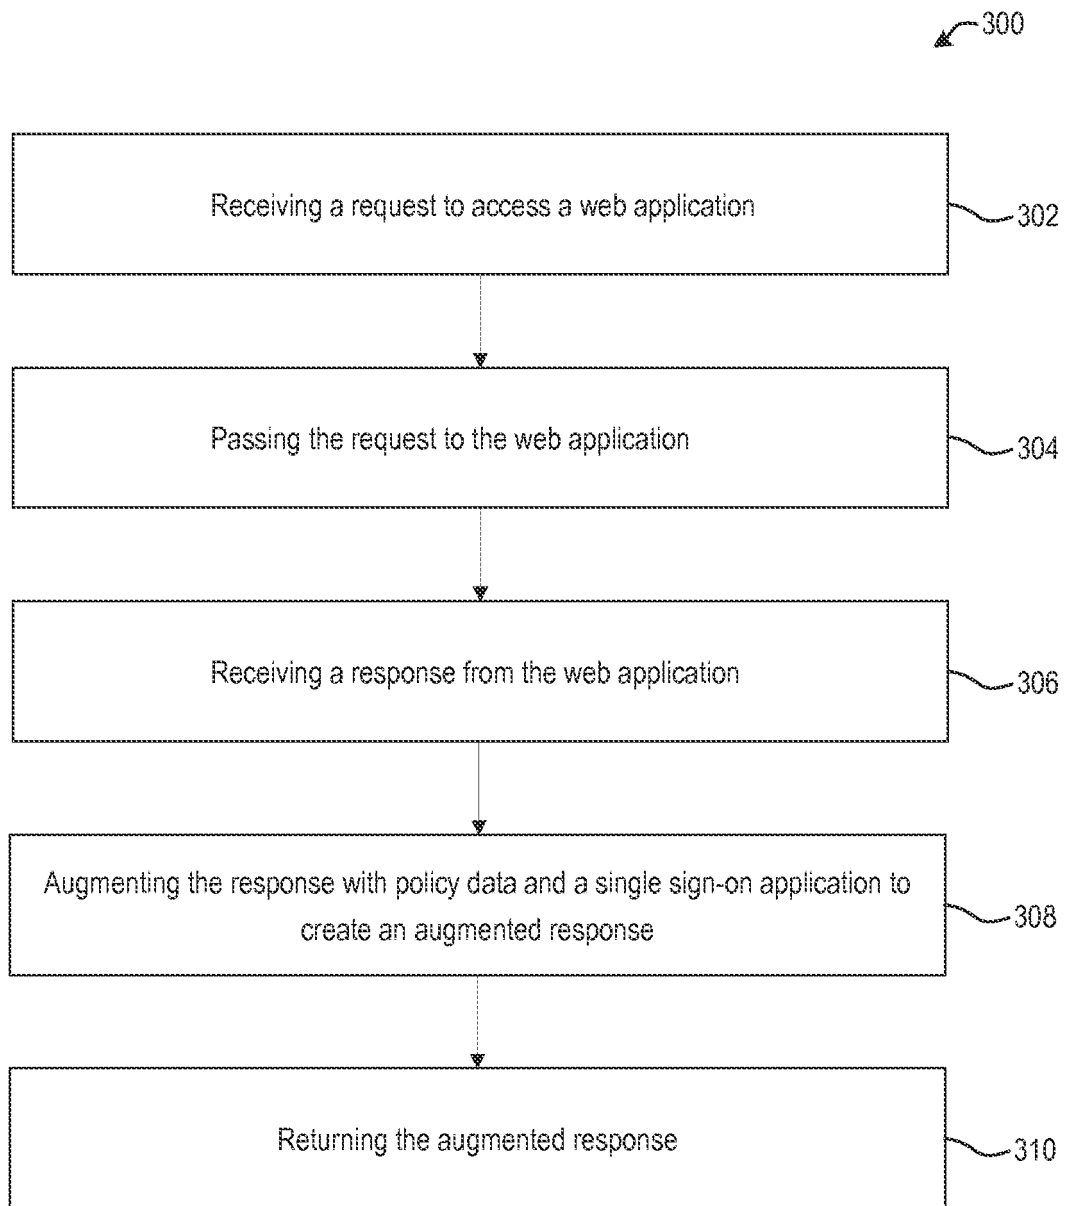 300
Receiving a request to access a web application
302
Passing the request to the web application
304
Receiving a response from the web application
306
Augmenting the response with policy data and a single sign-on application to
create an augmented response
308
Returning the augmented response
310